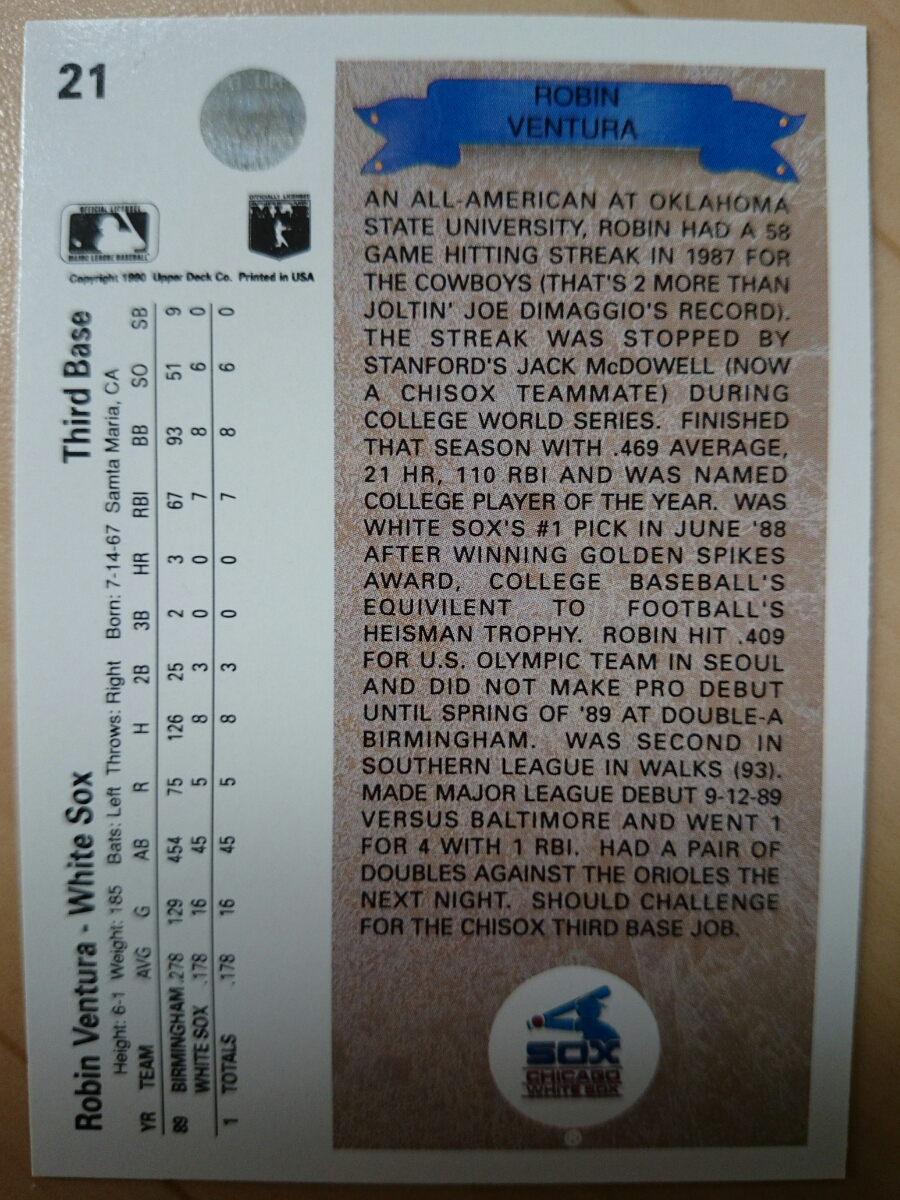 21
OFFICIAL LICENSEE
MAJOR LEAGUE BASEBALL
OFFICIALLY LICENSED
Copyright 1990 Upper Deck Co. Printed in USA
Robin Ventura - White Sox Third Base
Height: 6-1 Weight: 185 Bats: Left Throws: Right Born: 7-14-67 Samta Maria, CA
YR TEAM AVG G AB R H 2B 3B HR RBI BB SO SB
89 BIRMINGHAM .278 129 454 75 126 25 2 3 67 93 51 9
WHITE SOX .178 16 45 5 8 3 0 0 7 8 6 0
1 TOTALS .178 16 45 5 8 3 0 0 7 8 6 0
ROBIN
VENTURA
AN ALL-AMERICAN AT OKLAHOMA
STATE UNIVERSITY, ROBIN HAD A 58
GAME HITTING STREAK IN 1987 FOR
THE COWBOYS (THAT'S 2 MORE THAN
JOLTIN' JOE DIMAGGIO'S RECORD).
THE STREAK WAS STOPPED BY
STANFORD'S JACK McDOWELL (NOW
A CHISOX TEAMMATE) DURING
COLLEGE WORLD SERIES. FINISHED
THAT SEASON WITH .469 AVERAGE,
21 HR, 110 RBI AND WAS NAMED
COLLEGE PLAYER OF THE YEAR. WAS
WHITE SOX'S #1 PICK IN JUNE '88
AFTER WINNING GOLDEN SPIKES
AWARD, COLLEGE BASEBALL'S
EQUIVILENT TO FOOTBALL'S
HEISMAN TROPHY. ROBIN HIT .409
FOR U.S. OLYMPIC TEAM IN SEOUL
AND DID NOT MAKE PRO DEBUT
UNTIL SPRING OF '89 AT DOUBLE-A
BIRMINGHAM. WAS SECOND IN
SOUTHERN LEAGUE IN WALKS (93).
MADE MAJOR LEAGUE DEBUT 9-12-89
VERSUS BALTIMORE AND WENT 1
FOR 4 WITH 1 RBI. HAD A PAIR OF
DOUBLES AGAINST THE ORIOLES THE
NEXT NIGHT. SHOULD CHALLENGE
FOR THE CHISOX THIRD BASE JOB.
SOX
CHICAGO
WHITE SOX